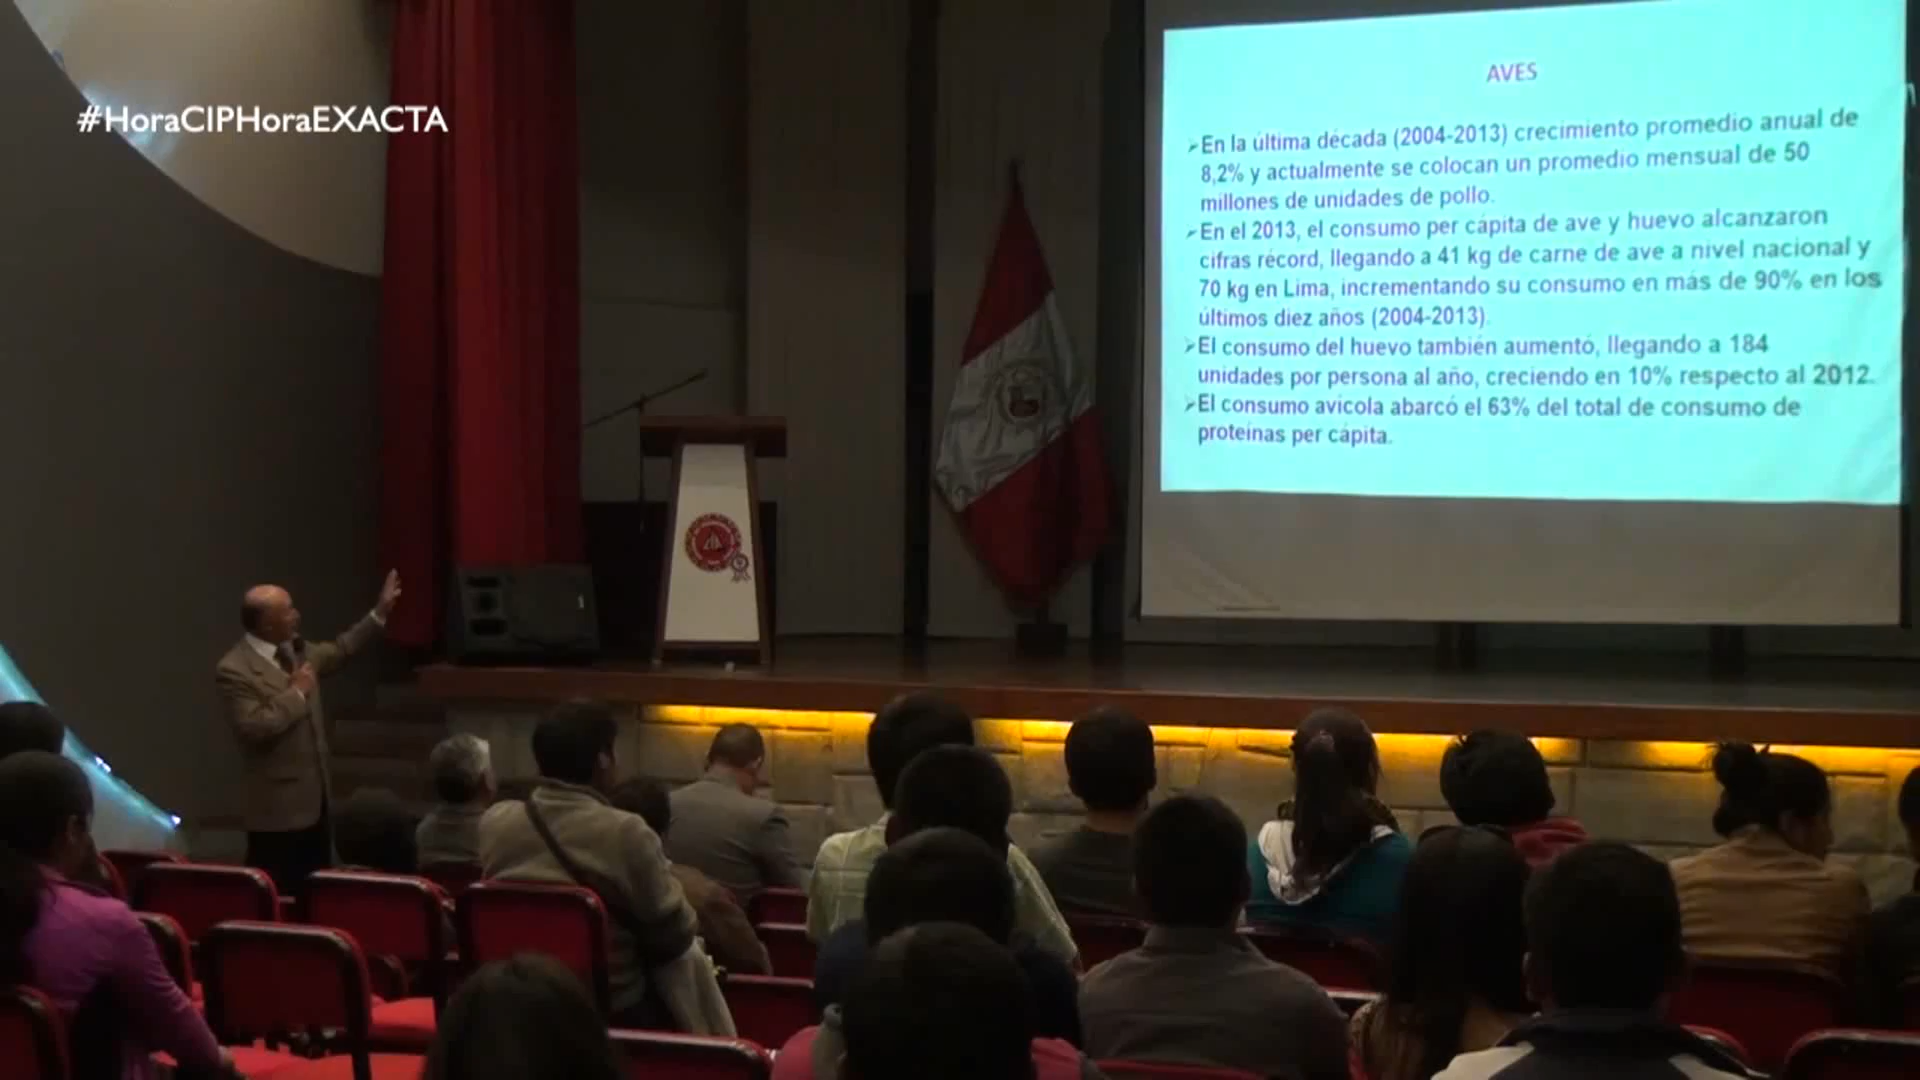 #HoraCIPHoraEXACTA
AVES
➢En la última década (2004-2013) crecimiento promedio anual de
8,2% y actualmente se colocan un promedio mensual de 50
millones de unidades de pollo.
➢En el 2013, el consumo per cápita de ave y huevo alcanzaron
cifras récord, llegando a 41 kg de carne de ave a nivel nacional y
70 kg en Lima, incrementando su consumo en más de 90% en los
últimos diez años (2004-2013).
➢El consumo del huevo también aumentó, llegando a 184
unidades por persona al año, creciendo en 10% respecto al 2012.
➢El consumo avícola abarcó el 63% del total de consumo de
proteínas per cápita.